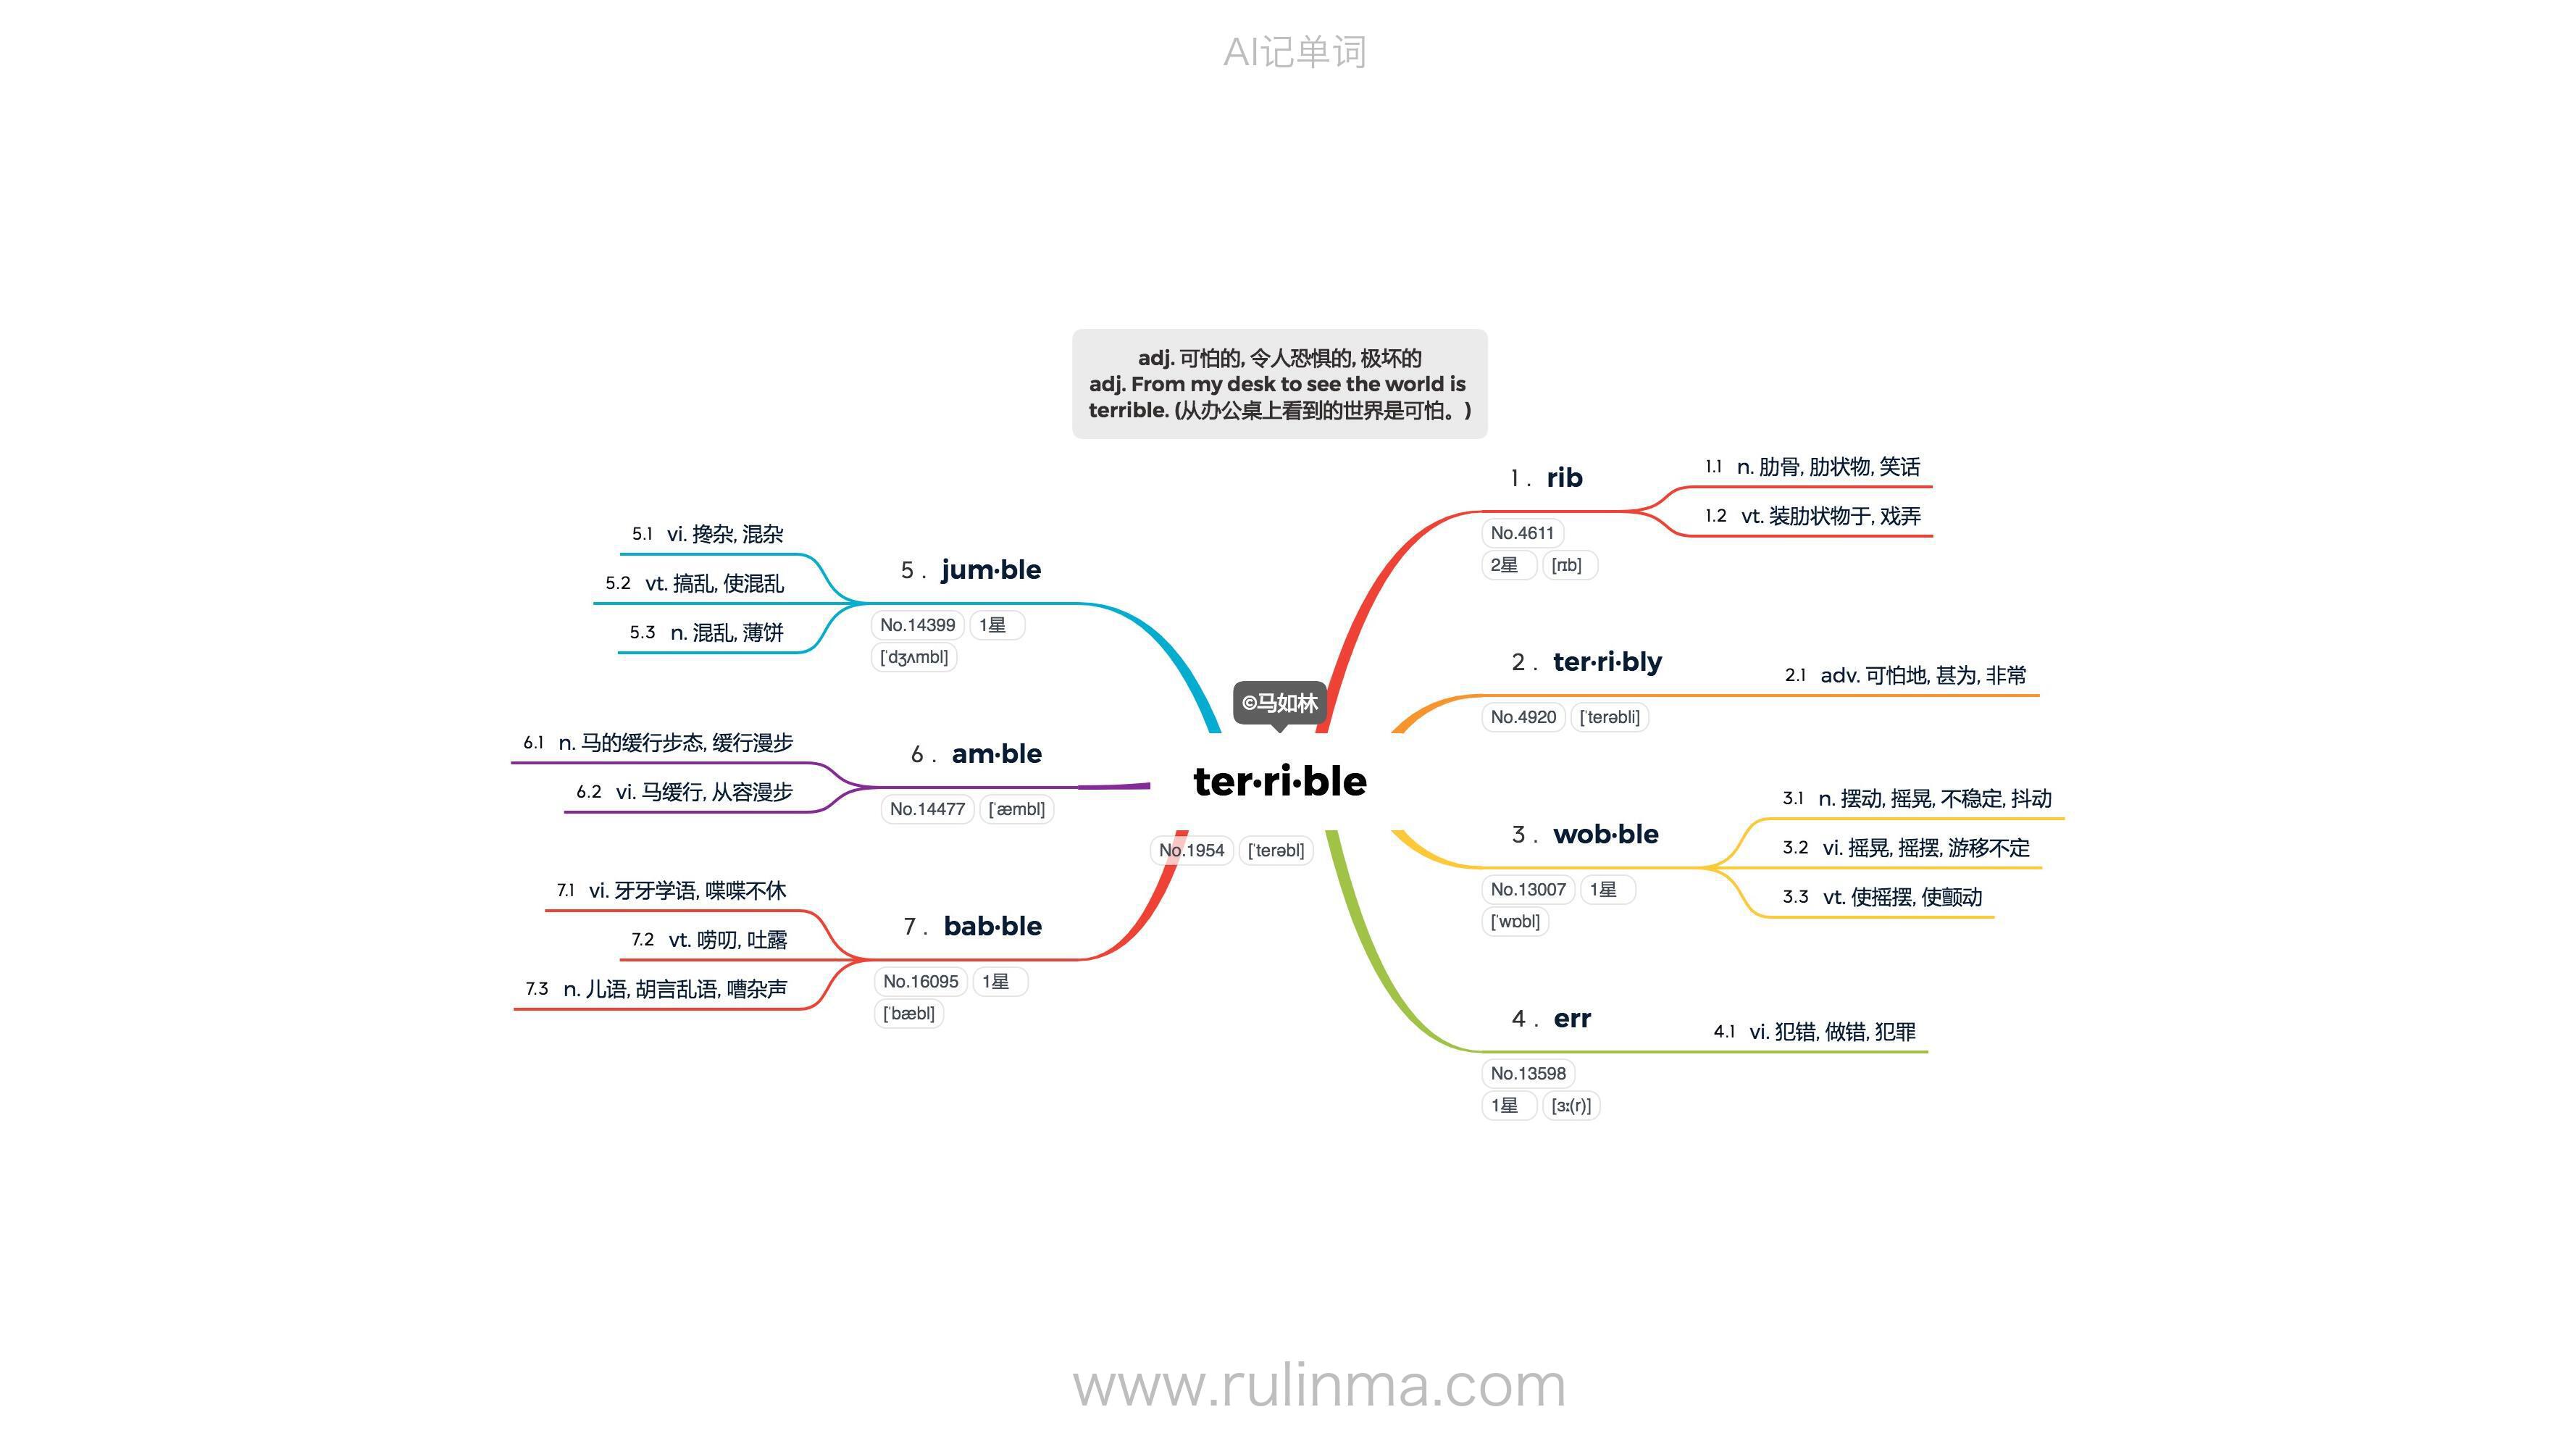 AI记单词
adj. 可怕的, 令人恐惧的, 极坏的
adj. From my desk to see the world is
terrible. (从办公桌上看到的世界是可怕。)
©马如林
ter·ri·ble
No.1954 [ˈterəbl]
1. rib
No.4611
2星 [rɪb]
1.1 n. 肋骨, 肋状物, 笑话
1.2 vt. 装肋状物于, 戏弄
2. ter·ri·bly
No.4920 [ˈterəbli]
2.1 adv. 可怕地, 甚为, 非常
3. wob·ble
No.13007 1星
[ˈwɒbl]
3.1 n. 摆动, 摇晃, 不稳定, 抖动
3.2 vi. 摇晃, 摇摆, 游移不定
3.3 vt. 使摇摆, 使颤动
4. err
No.13598
1星 [ɜː(r)]
4.1 vi. 犯错, 做错, 犯罪
5. jum·ble
No.14399 1星
[ˈdʒʌmbl]
5.1 vi. 搀杂, 混杂
5.2 vt. 搞乱, 使混乱
5.3 n. 混乱, 薄饼
6. am·ble
No.14477 [ˈæmbl]
6.1 n. 马的缓行步态, 缓行漫步
6.2 vi. 马缓行, 从容漫步
7. bab·ble
No.16095 1星
[ˈbæbl]
7.1 vi. 牙牙学语, 喋喋不休
7.2 vt. 唠叨, 吐露
7.3 n. 儿语, 胡言乱语, 嘈杂声
www.rulinma.com